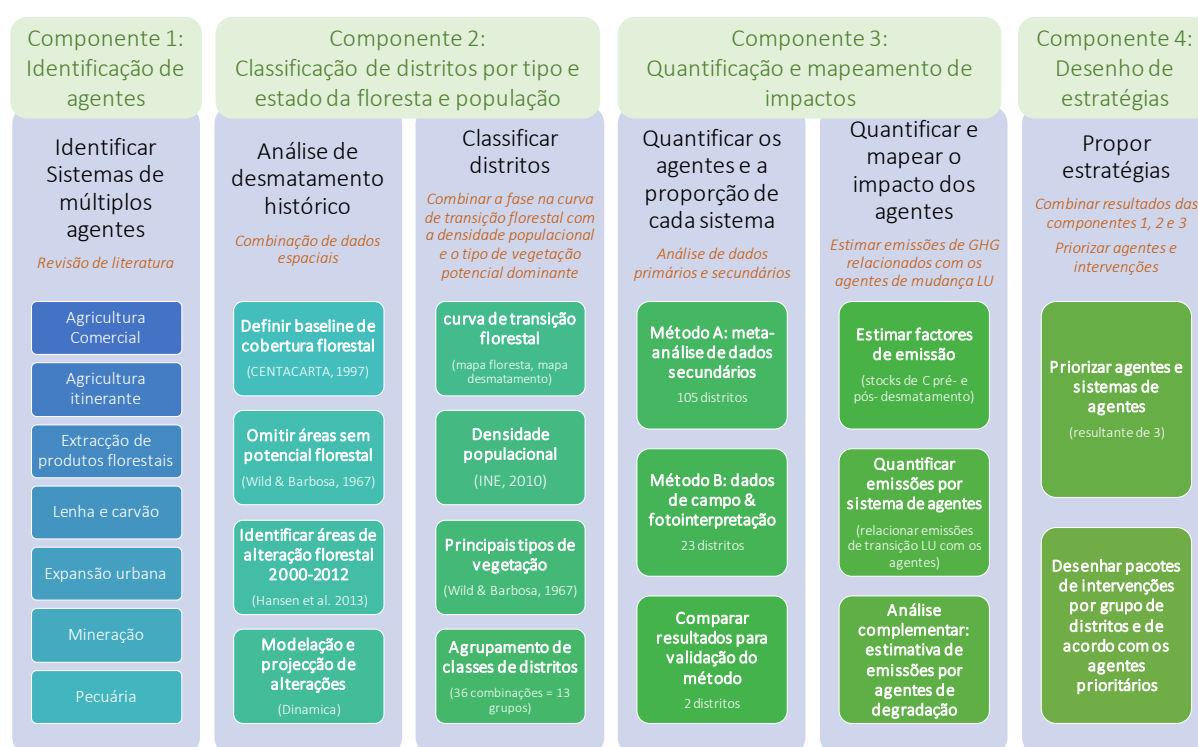 Componente 1:
Identificação de
agentes
Componente 2:
Classificação de distritos por tipo e
estado da floresta e população
Componente 3:
Quantificação e mapeamento de
impactos
Componente 4:
Desenho de
estratégias
Identificar
Sistemas de
múltiplos
agentes
Revisão de literatura
Agricultura
Comercial
Agricultura
itinerante
Extracção de
produtos florestais
Lenha e carvão
Expansão urbana
Mineração
Pecuária
Análise de
desmatamento
histórico
Combinação de dados
espaciais
Definir baseline de
cobertura florestal
(CENTACARTA, 1997)
Omitir áreas sem
potencial florestal
(Wild & Barbosa, 1967)
Identificar áreas de
alteração florestal
2000-2012
(Hansen et al. 2013)
Modelação e
projecção de
alterações
(Dinamica)
Classificar
distritos
Combinar a fase na curva
de transição florestal com
a densidade populacional
e o tipo de vegetação
potencial dominante
curva de transição
florestal
(mapa floresta, mapa
desmatamento)
Densidade
populacional
(INE, 2010)
Principais tipos de
vegetação
(Wild & Barbosa, 1967)
Agrupamento de
classes de distritos
(36 combinações = 13
grupos)
Quantificar os
agentes e a
proporção de
cada sistema
Análise de dados
primários e secundários
Método A: meta-
análise de dados
secundários
105 distritos
Método B: dados
de campo &
fotointerpretação
23 distritos
Comparar
resultados para
validação do
método
2 distritos
Quantificar e
mapear o
impacto dos
agentes
Estimar emissões de GHG
relacionados com os
agentes de mudança LU
Estimar factores
de emissão
(stocks de C pré- e
pós- desmatamento)
Quantificar
emissões por
sistema de agentes
(relacionar emissões
de transição LU com os
agentes)
Análise
complementar:
estimativa de
emissões por
agentes de
degradação
Propor
estratégias
Combinar resultados das
componentes 1, 2 e 3
Priorizar agentes e
intervenções
Priorizar agentes e
sistemas de
agentes
(resultante de 3)
Desenhar pacotes
de intervenções
por grupo de
distritos e de
acordo com os
agentes
prioritários